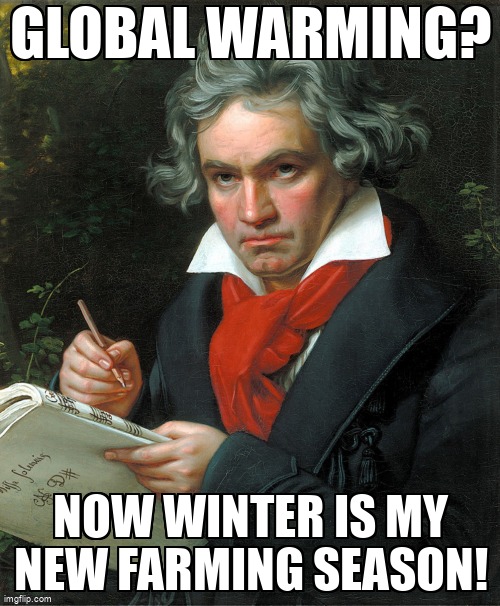 GLOBAL WARMING?
NOW WINTER IS MY
NEW FARMING SEASON!
imgflip.com